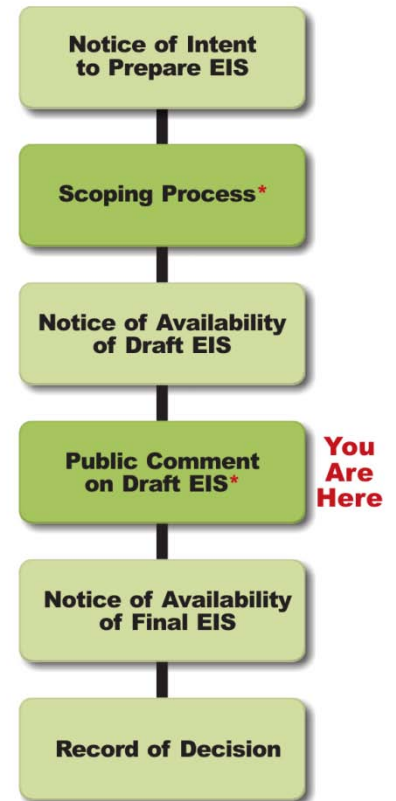 Notice of Intent
to Prepare EIS
Scoping Process*
Notice of Availability
of Draft EIS
Public Comment
on Draft EIS*
You
Are
Here
Notice of Availability
of Final EIS
Record of Decision